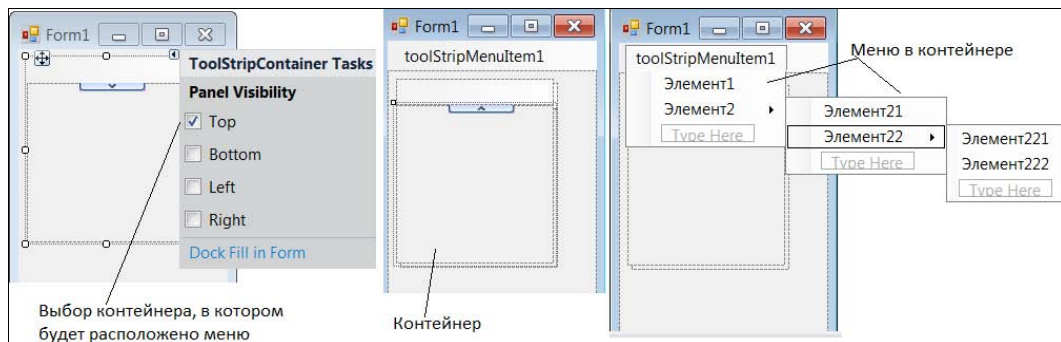 Form1
ToolStripContainer Tasks
Panel Visibility
Top
Bottom
Left
Right
Dock Fill in Form
Выбор контейнера, в котором
будет расположено меню
Form1
toolStripMenuItem1
Контейнер
Form1
Меню в контейнере
toolStripMenuItem1
Элемент1
Элемент2
Type Here
Элемент21
Элемент22
Type Here
Элемент221
Элемент222
Type Here